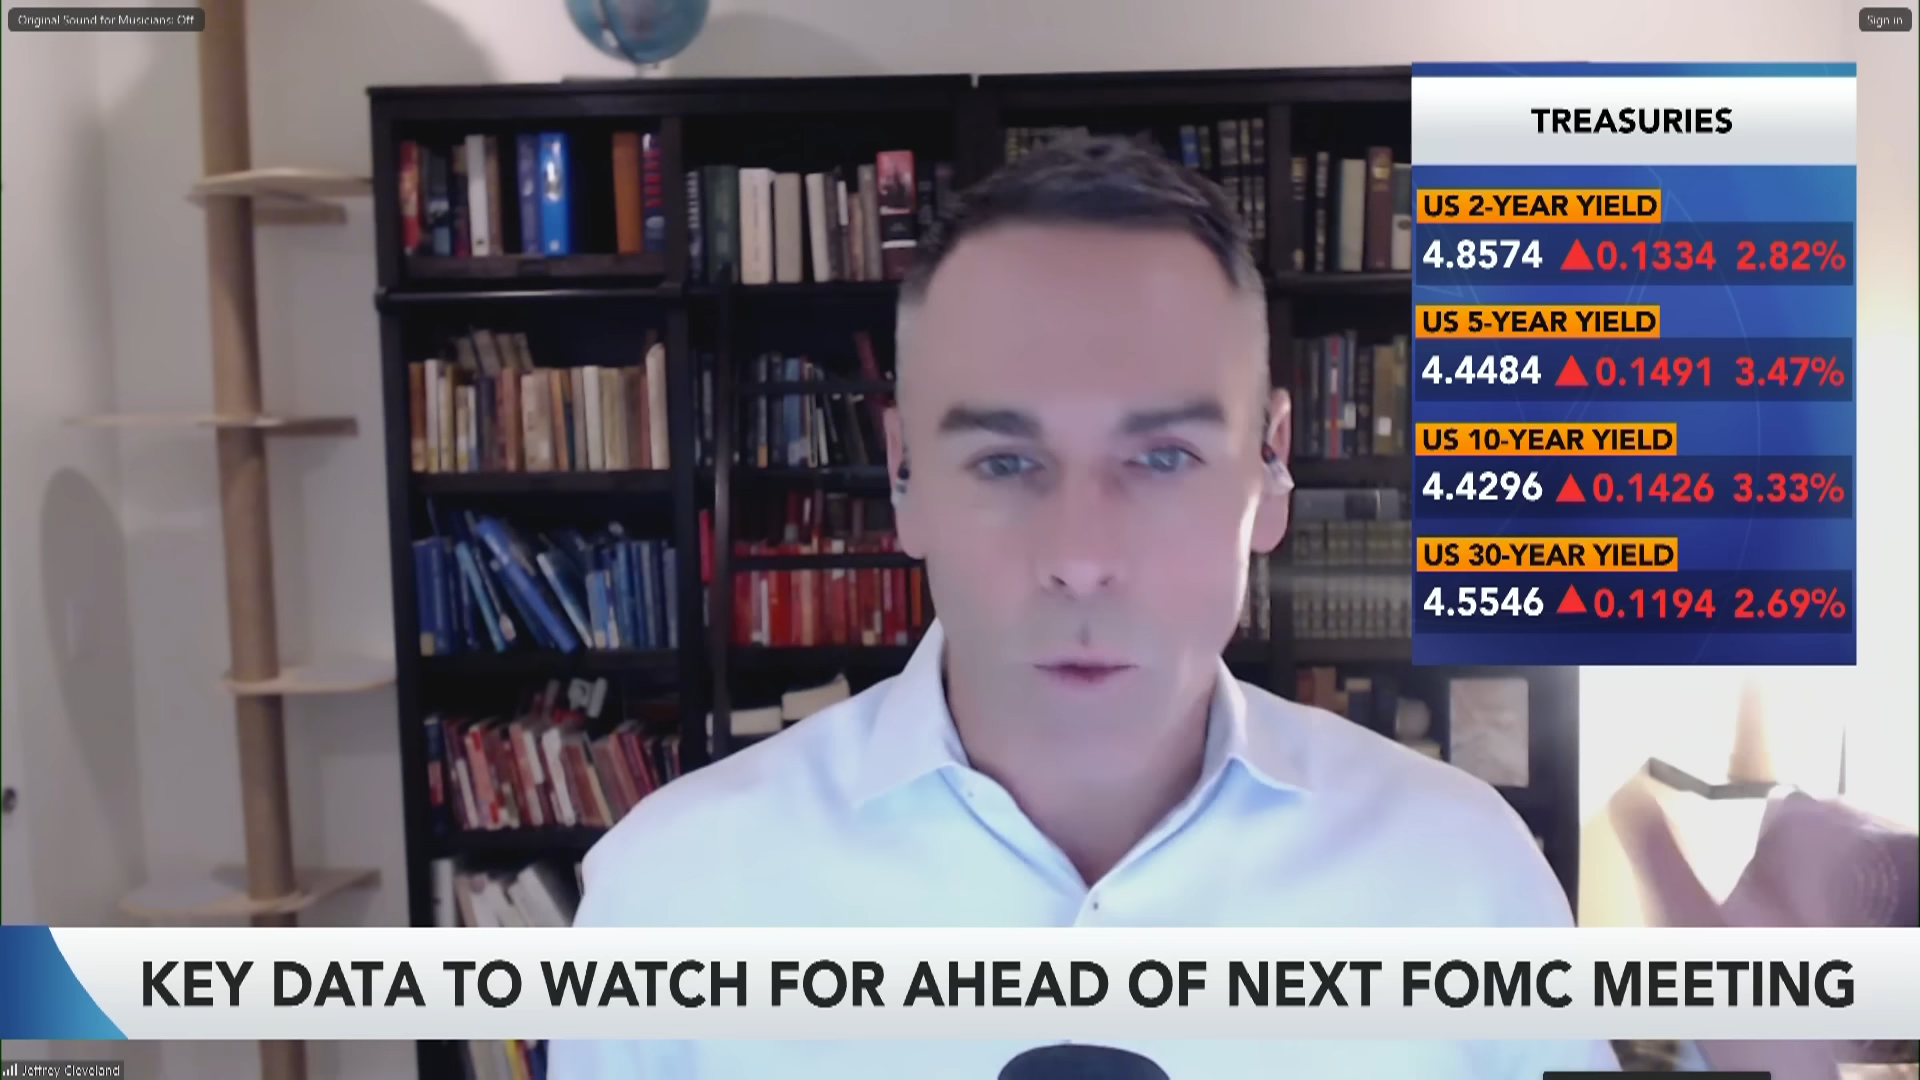 Original Sound for Musicians: Off
Sign in
TREASURIES
US 2-YEAR YIELD
4.8574 ▲0.1334 2.82%
US 5-YEAR YIELD
4.4484 ▲0.1491 3.47%
US 10-YEAR YIELD
4.4296 ▲0.1426 3.33%
US 30-YEAR YIELD
4.5546 ▲0.1194 2.69%
KEY DATA TO WATCH FOR AHEAD OF NEXT FOMC MEETING
Jeffrey Cleveland